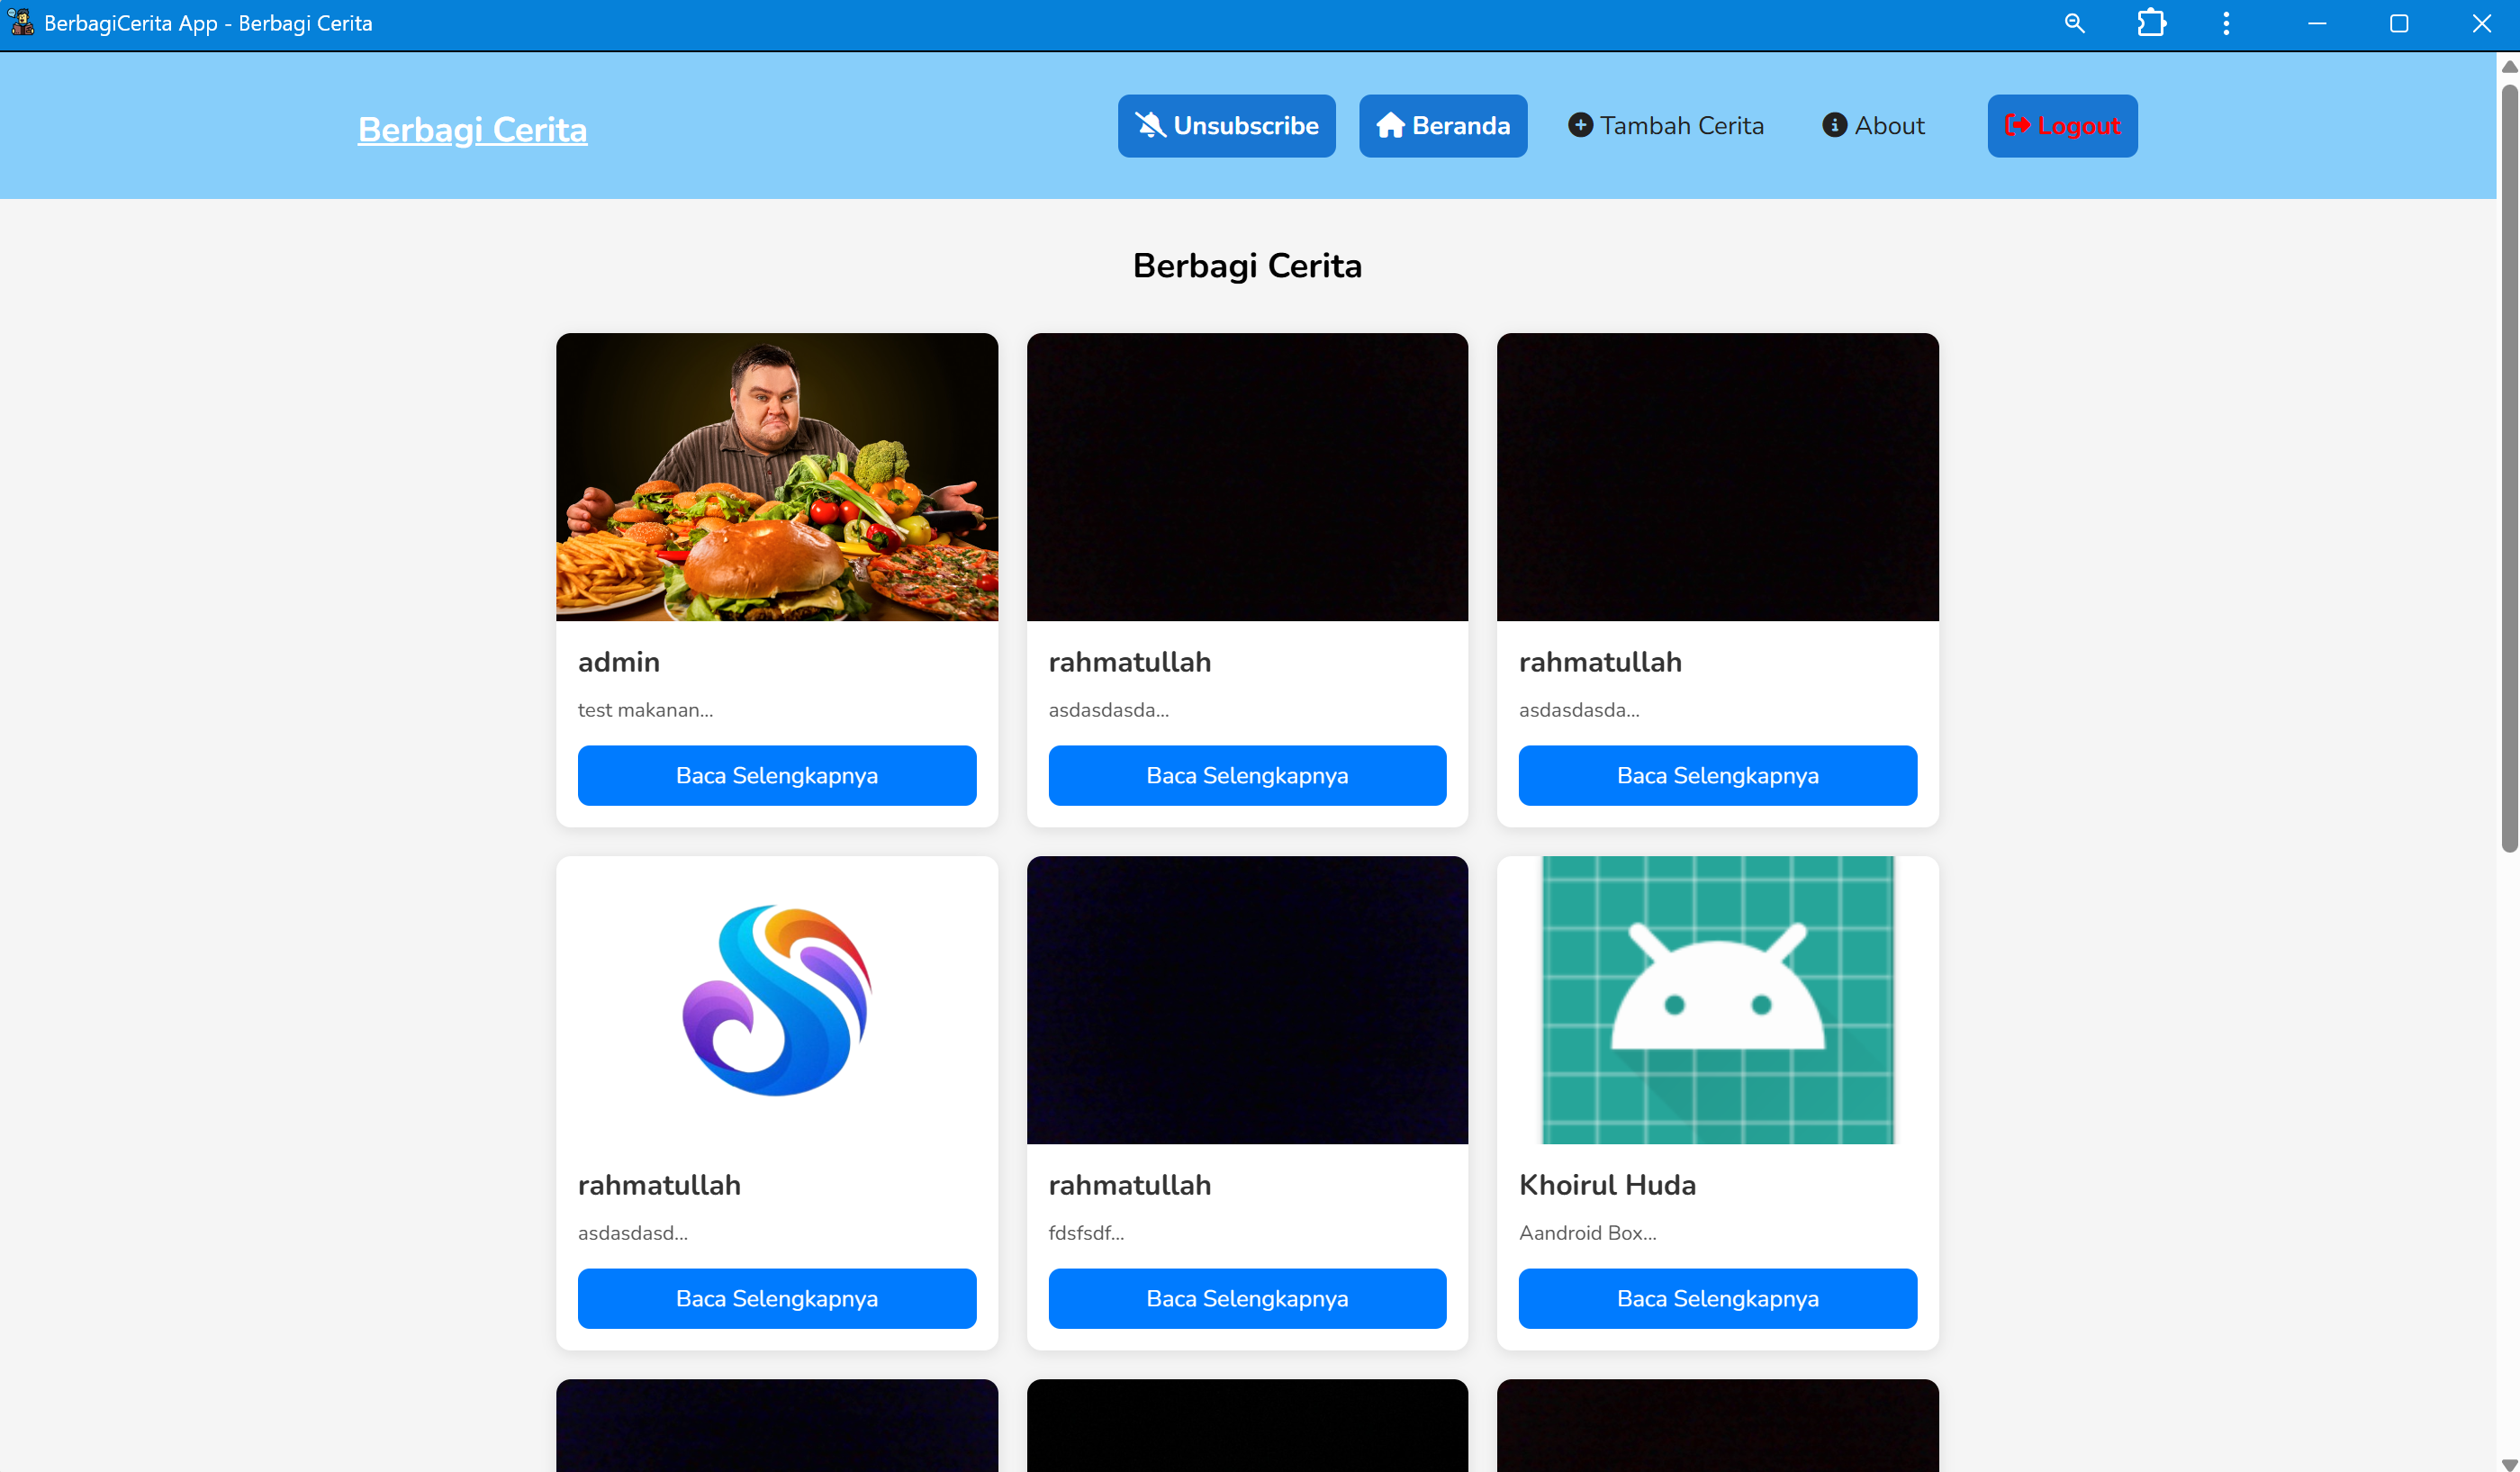 BerbagiCerita App - Berbagi Cerita
Berbagi Cerita
Unsubscribe
Beranda
Tambah Cerita
About
Logout
Berbagi Cerita
admin
test makanan...
Baca Selengkapnya
rahmatullah
asdasdasda...
Baca Selengkapnya
rahmatullah
asdasdasda...
Baca Selengkapnya
rahmatullah
asdasdasd...
Baca Selengkapnya
rahmatullah
fdsfsdf...
Baca Selengkapnya
Khoirul Huda
Aandroid Box...
Baca Selengkapnya